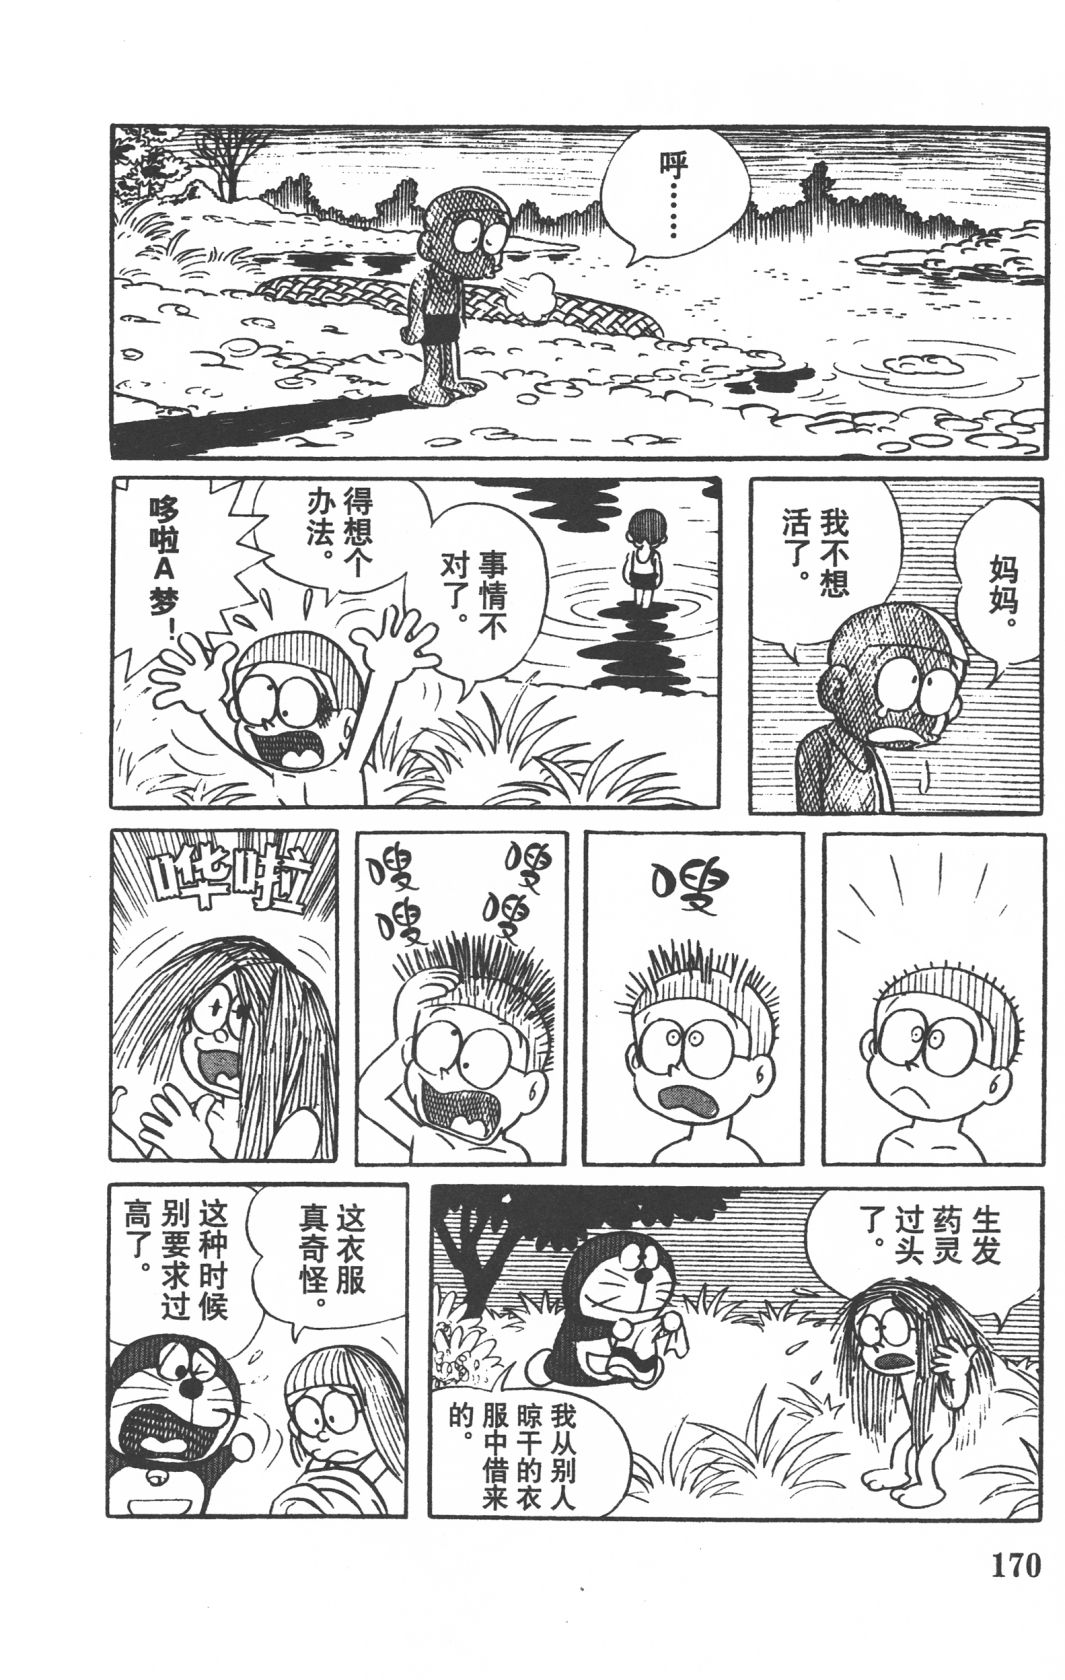 呼……
妈妈。
我不想
活了。
事情不
对了。
得想个
办法。
哆啦A梦！
嗖
嗖
嗖
嗖
嗖
哗啦
生发
药灵
过头
了。
我从别人
晾干的衣
服中借来
的。
这衣服
真奇怪。
这种时候
别要求过
高了。
170